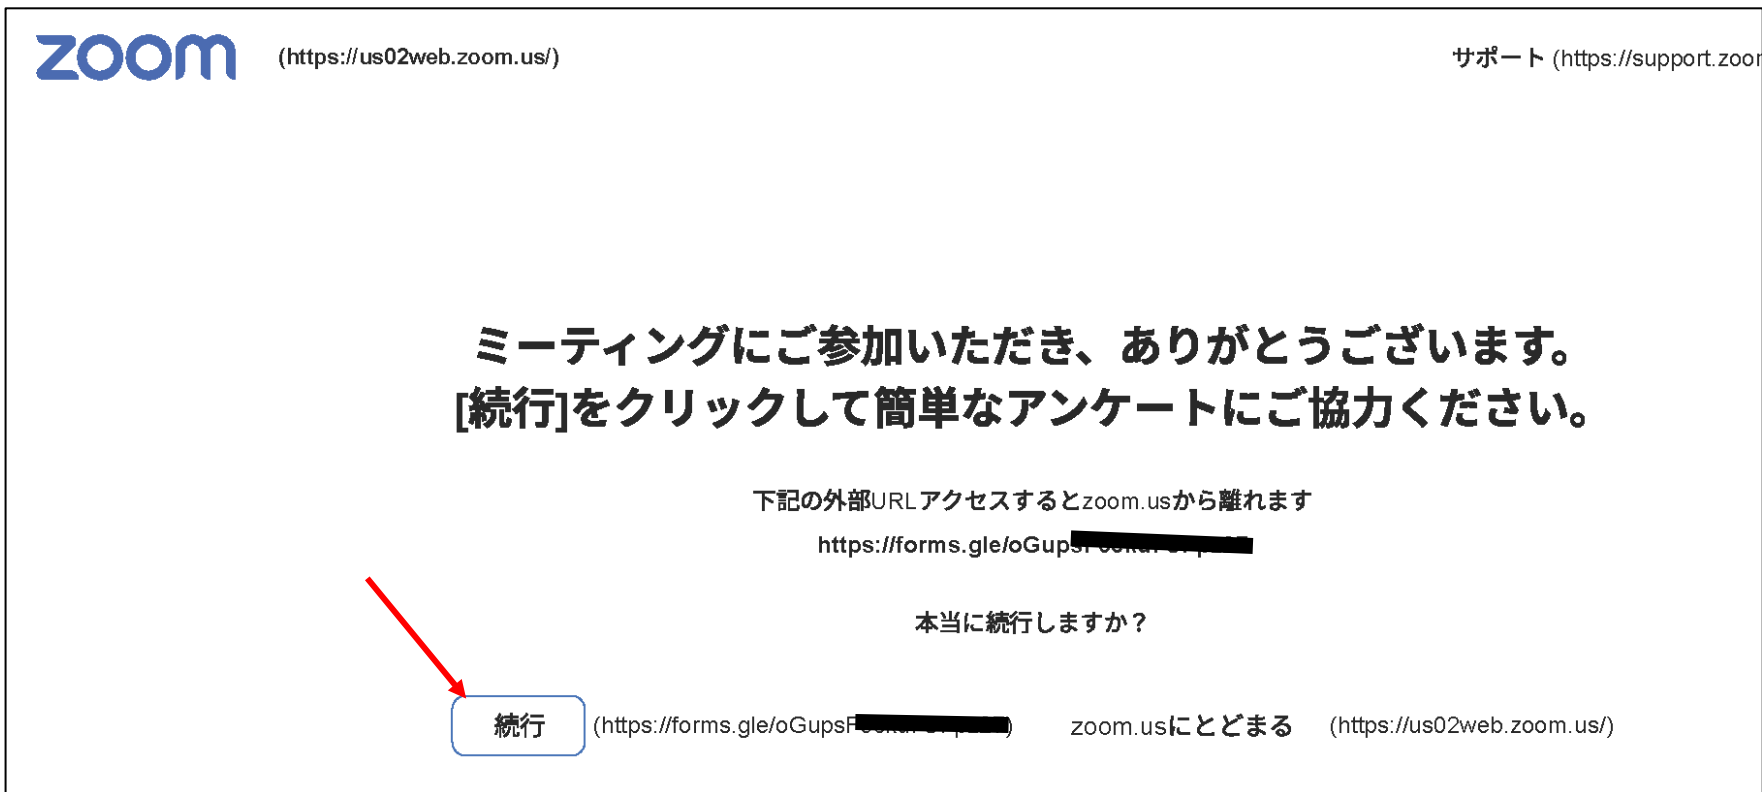 zoom (https://us02web.zoom.us/) サポート (https://support.zoom
ミーティングにご参加いただき、ありがとうございます。
[続行]をクリックして簡単なアンケートにご協力ください。
下記の外部URLアクセスするとzoom.usから離れます
https://forms.gle/oGups
本当に続行しますか？
続行 (https://forms.gle/oGups ) zoom.usにとどまる (https://us02web.zoom.us/)